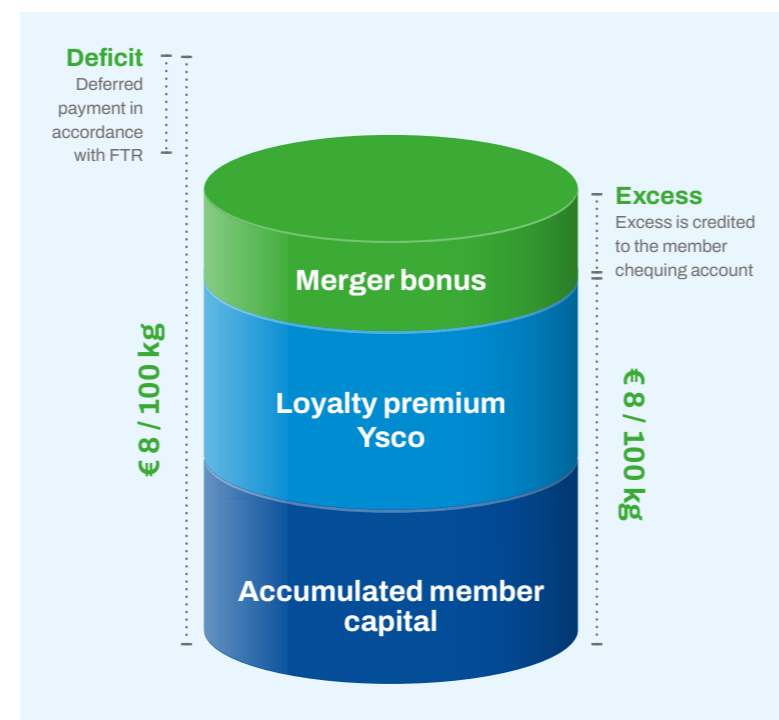 Deficit
Deferred
payment in
accordance
with FTR
€ 8 / 100 kg
Merger bonus
Loyalty premium
Ysco
Accumulated member
capital
Excess
Excess is credited
to the member
chequing account
€ 8 / 100 kg